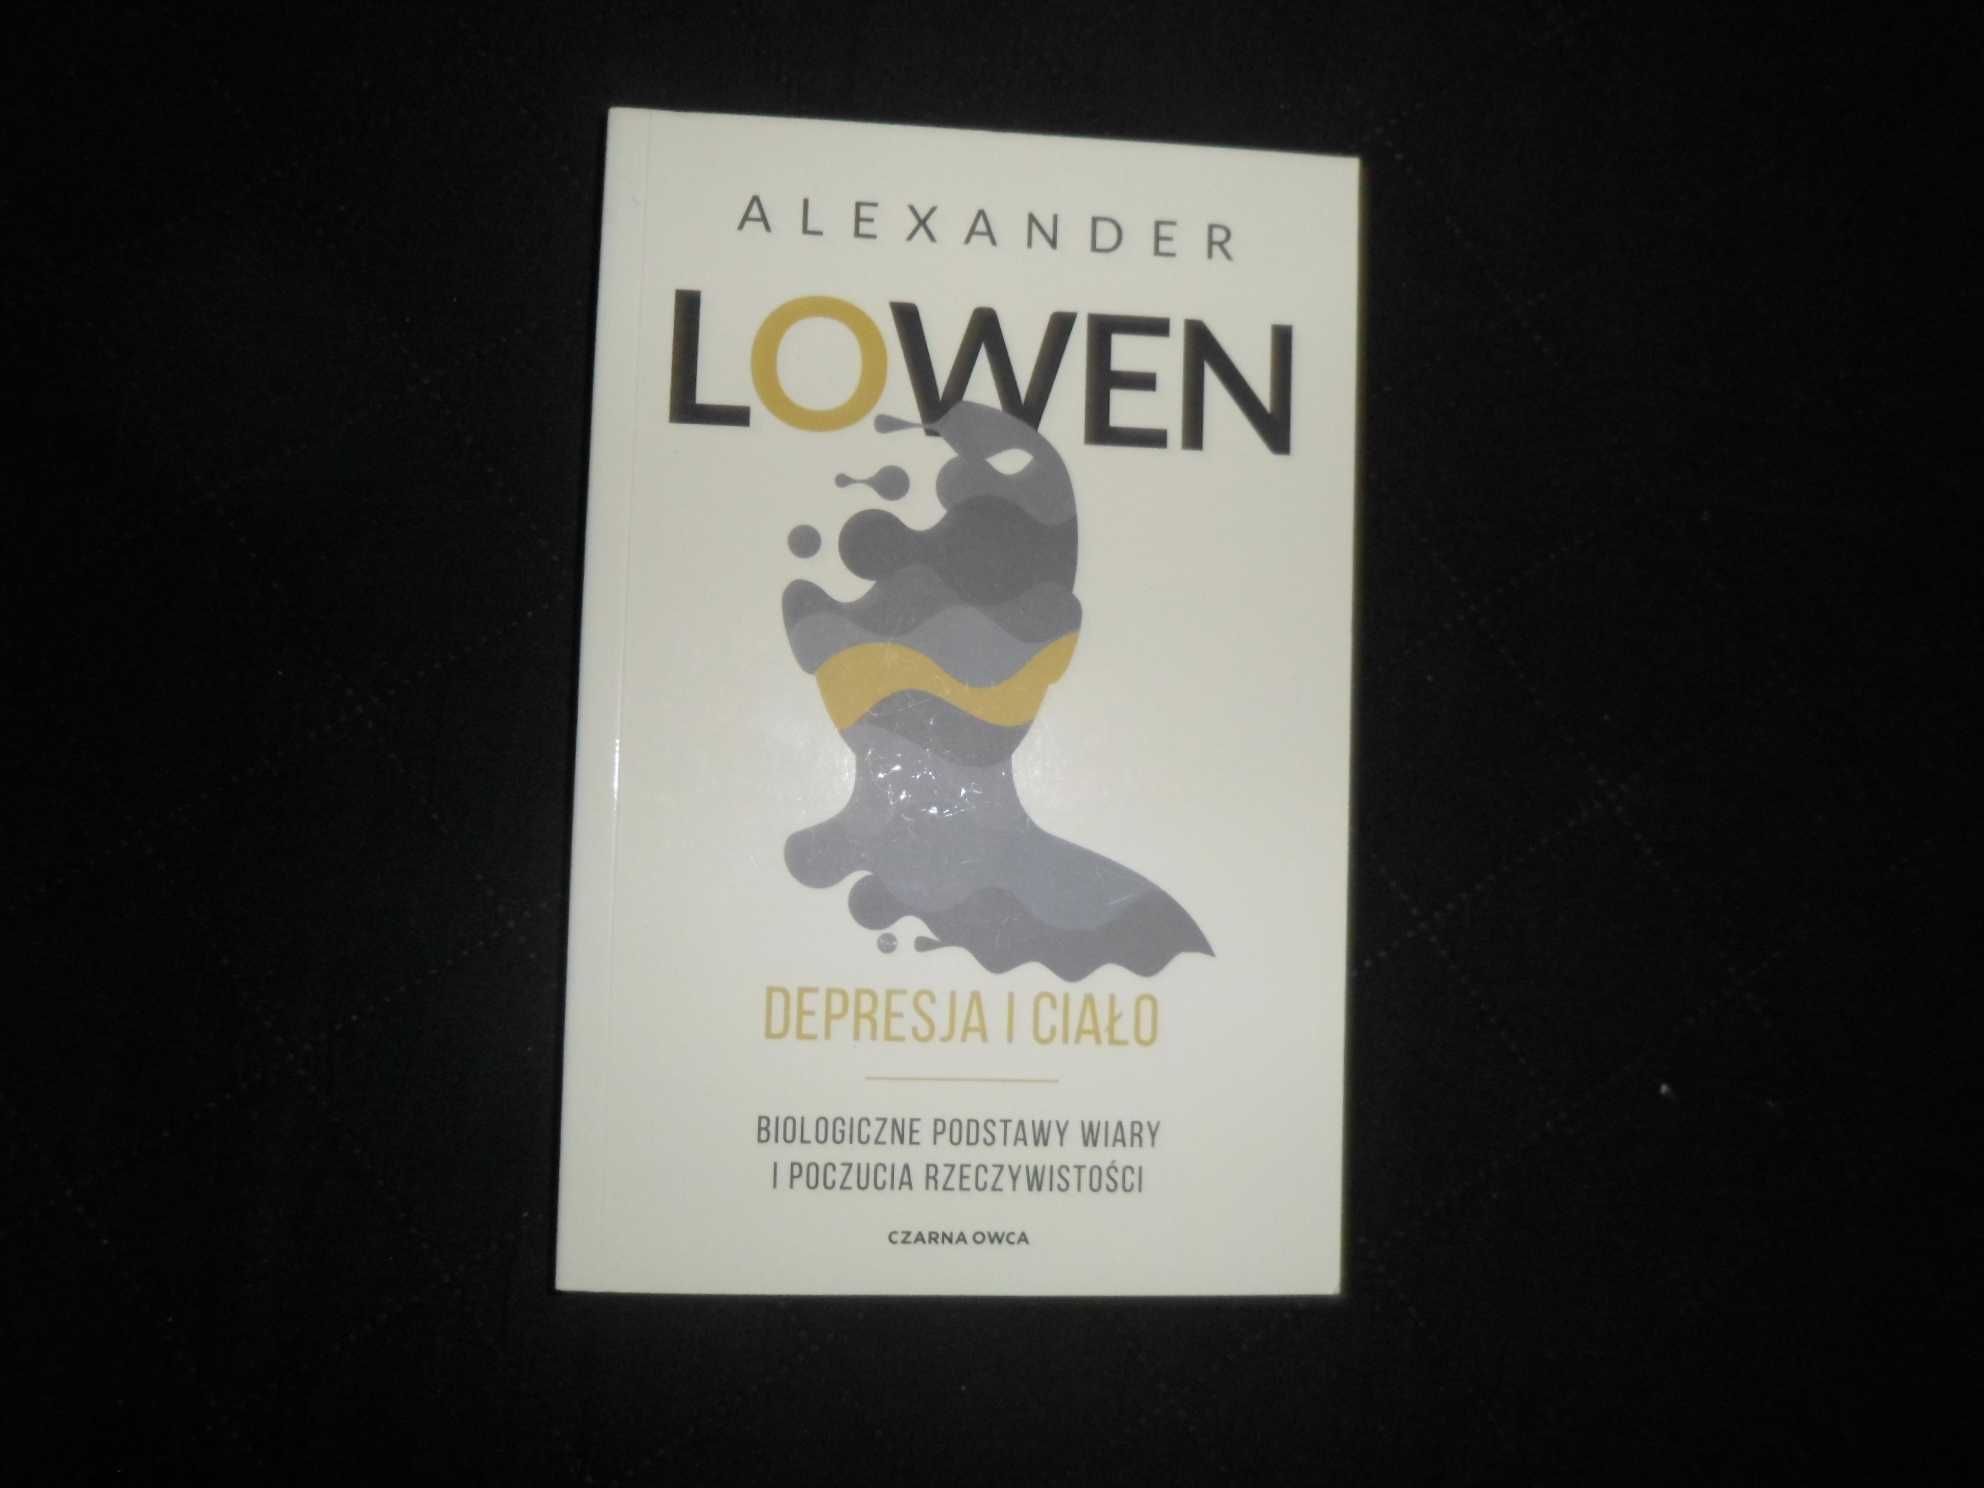 ALEXANDER
LOWEN
DEPRESJA I CIAŁO
BIOLOGICZNE PODSTAWY WIARY
I POCZUCIA RZECZYWISTOŚCI
CZARNA OWCA